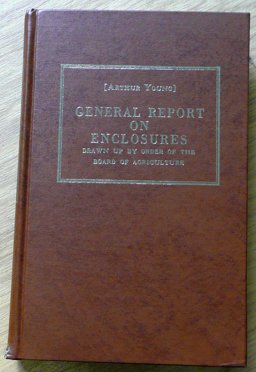 [ARTHUR YOUNG]
GENERAL REPORT
ON
ENCLOSURES
DRAWN UP BY ORDER OF THE
BOARD OF AGRICULTURE